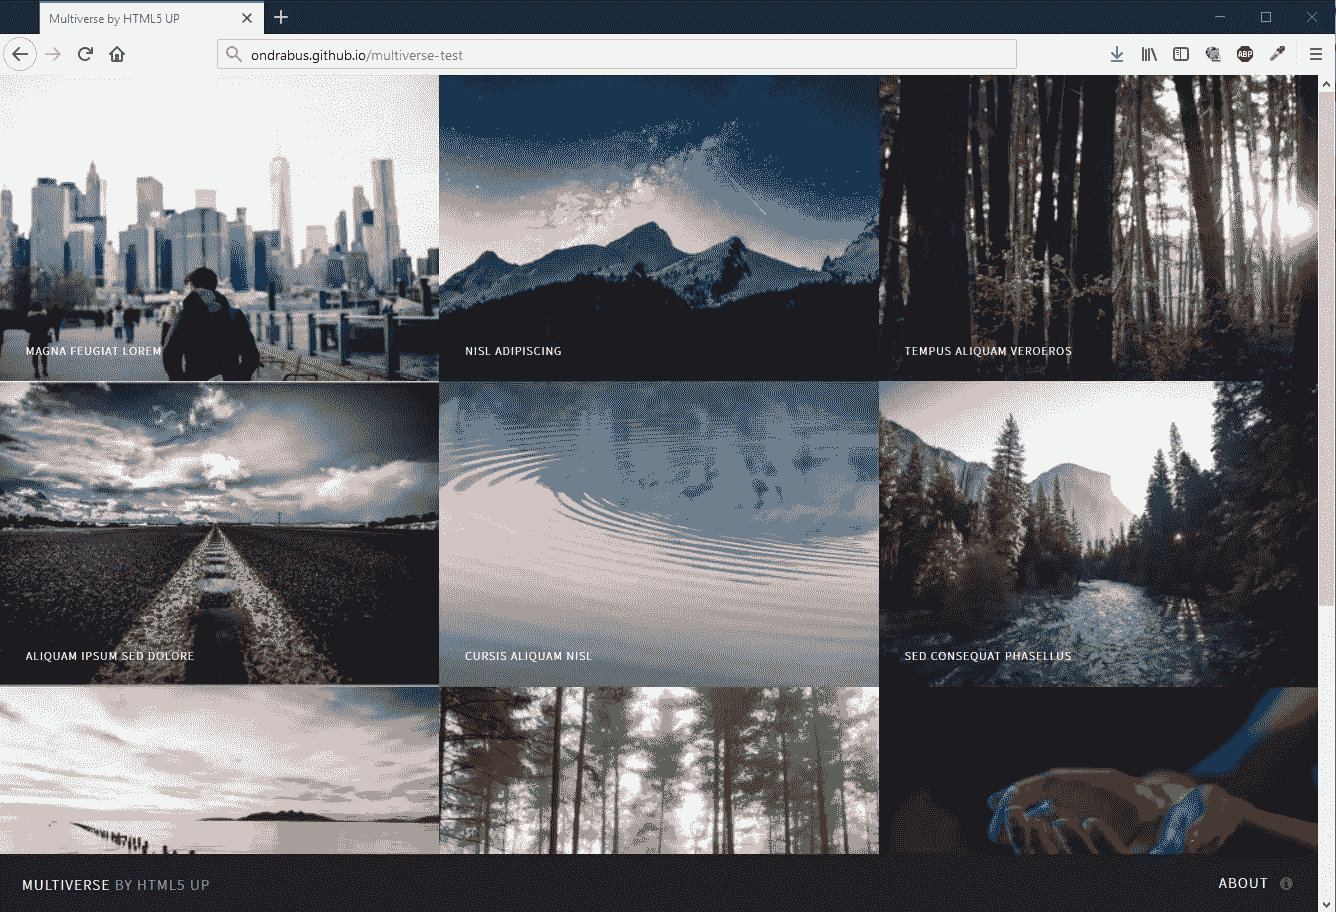 Multiverse by HTML5 UP
ondrabus.github.io/multiverse-test
ABP
MAGNA FEUGIAT LOREM
NISL ADIPISCING
TEMPUS ALIQUAM VEROEROS
ALIQUAM IPSUM SED DOLORE
CURSIS ALIQUAM NISL
SED CONSEQUAT PHASELLUS
MULTIVERSE BY HTML5 UP
ABOUT